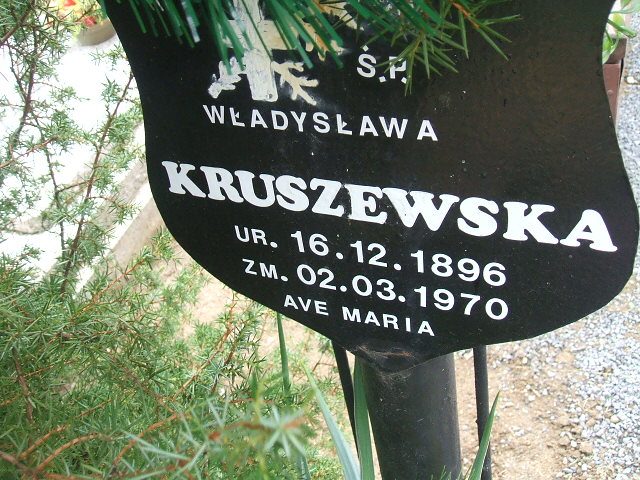 Ś.P.
WŁADYSŁAWA
KRUSZEWSKA
UR. 16.12.1896
ZM. 02.03.1970
AVE MARIA